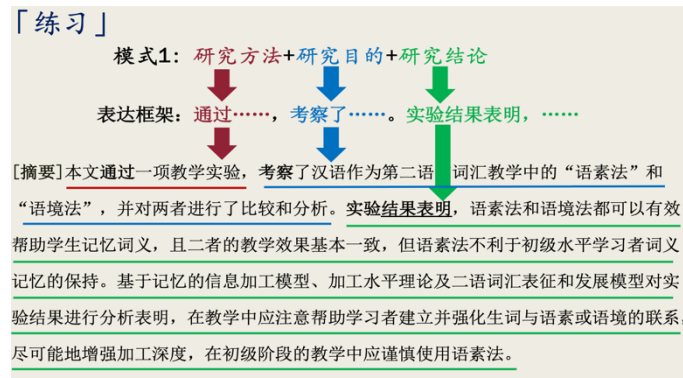 「练习」
模式1: 研究方法+研究目的+研究结论
表达框架：通过……，考察了……。实验结果表明，……
[摘要]本文通过一项教学实验，考察了汉语作为第二语 词汇教学中的“语素法”和
“语境法”，并对两者进行了比较和分析。实验结果表明，语素法和语境法都可以有效
帮助学生记忆词义，且二者的教学效果基本一致，但语素法不利于初级水平学习者词义
记忆的保持。基于记忆的信息加工模型、加工水平理论及二语词汇表征和发展模型对实
验结果进行分析表明，在教学中应注意帮助学习者建立并强化生词与语素或语境的联系，
尽可能地增强加工深度，在初级阶段的教学中应谨慎使用语素法。